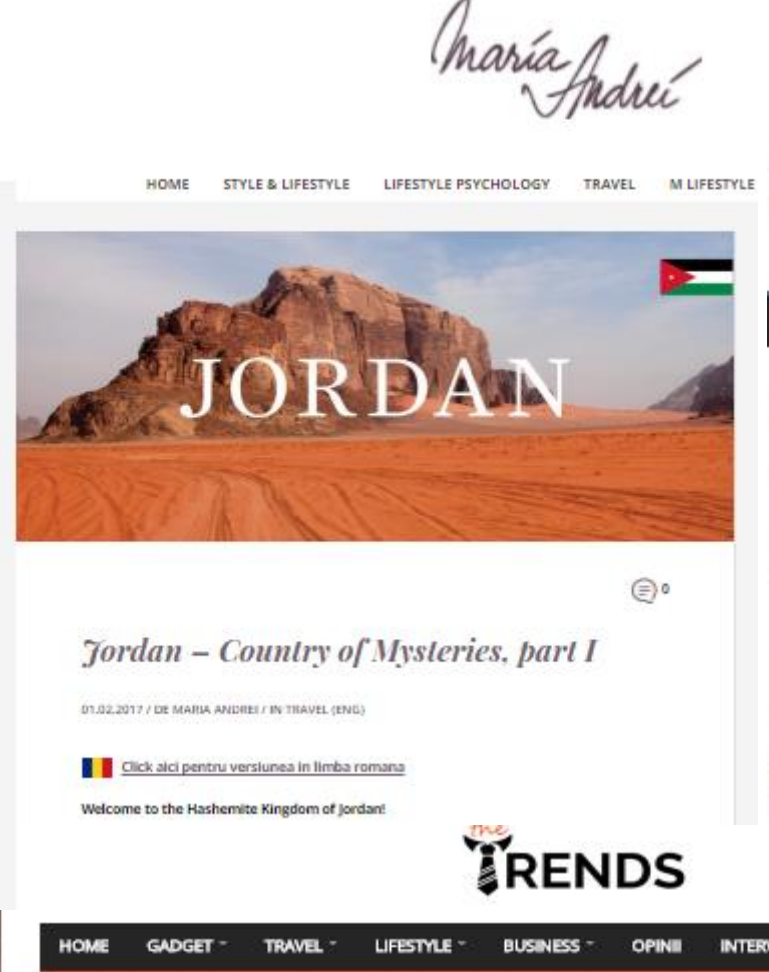 María
Andreí
HOME STYLE & LIFESTYLE LIFESTYLE PSYCHOLOGY TRAVEL M LIFESTYLE
JORDAN
0
Jordan – Country of Mysteries, part I
01.02.2017 / DE MARIA ANDREI / IN TRAVEL (ENG)
Click aici pentru versiunea in limba romana
Welcome to the Hashemite Kingdom of Jordan!
the
TRENDS
HOME GADGET TRAVEL LIFESTYLE BUSINESS OPINII INTERV